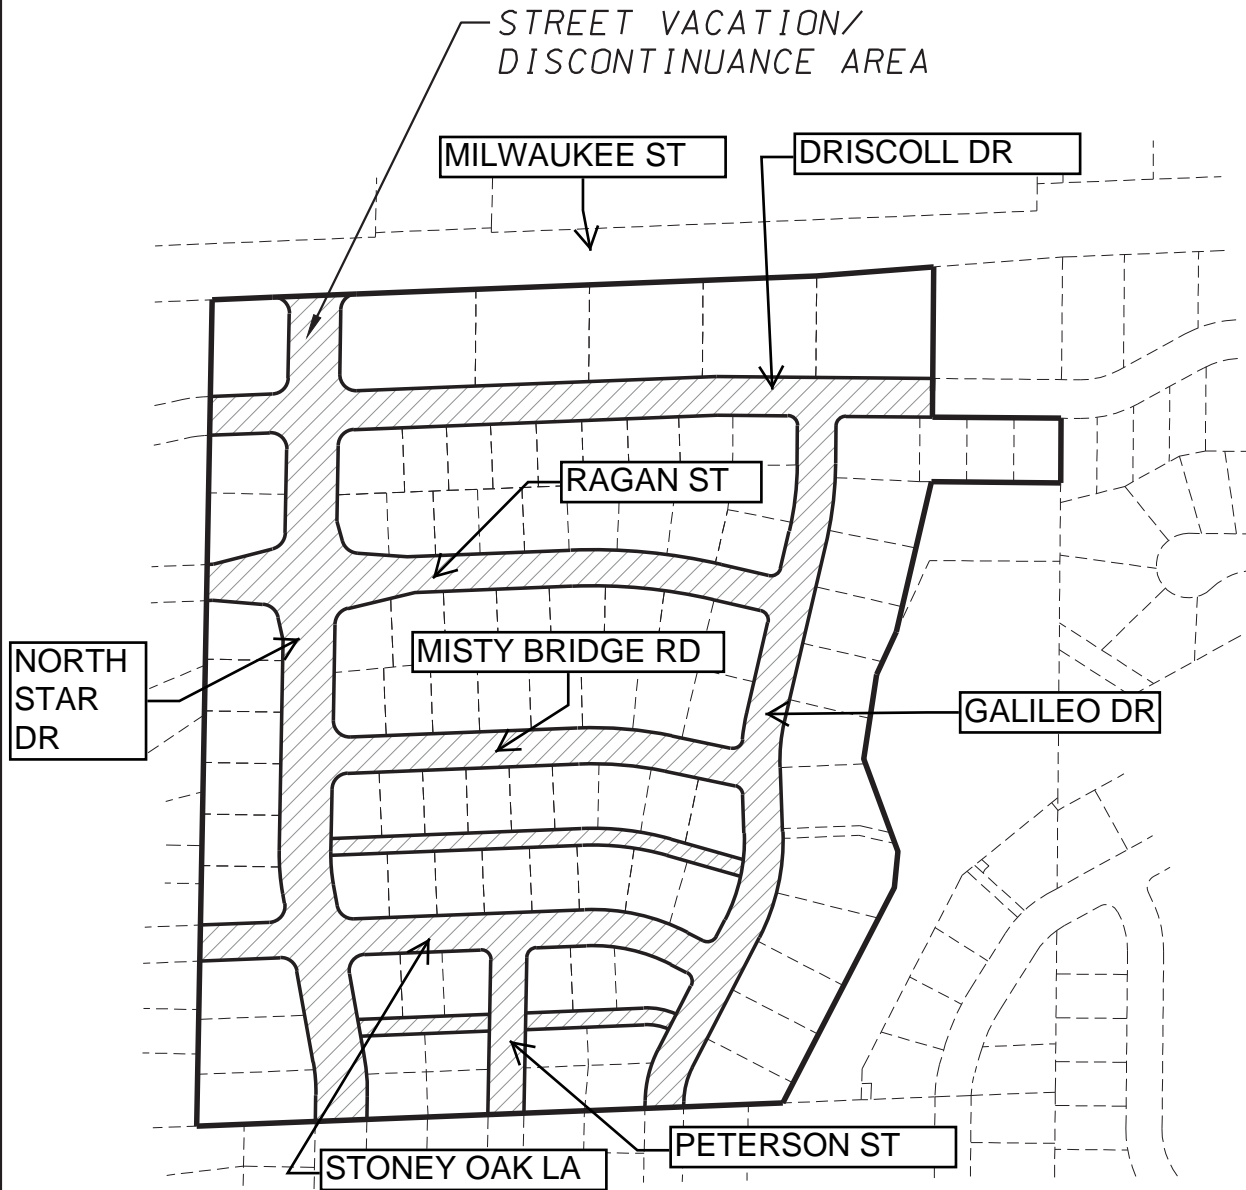 STREET VACATION/
DISCONTINUANCE AREA
MILWAUKEE ST
DRISCOLL DR
RAGAN ST
MISTY BRIDGE RD
NORTH
STAR
DR
GALILEO DR
PETERSON ST
STONEY OAK LA